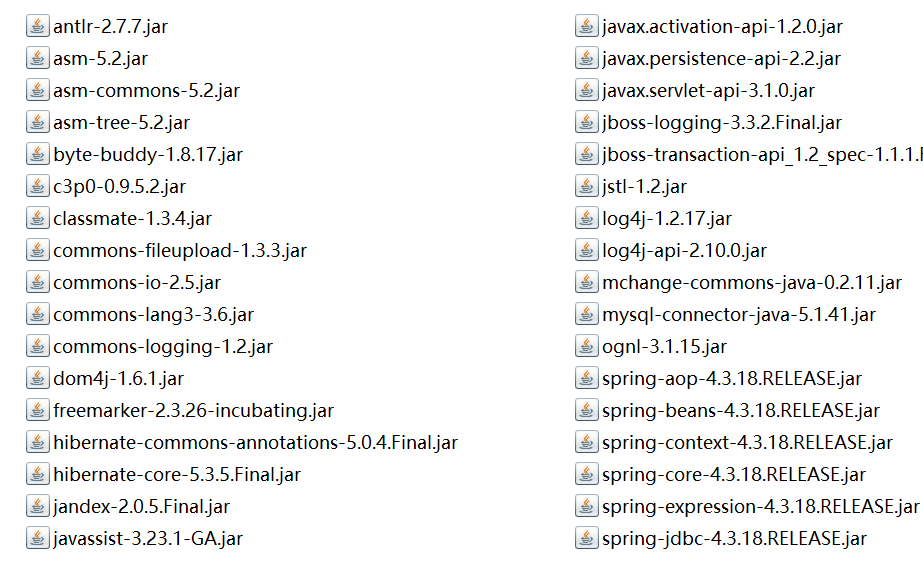 antlr-2.7.7.jar
asm-5.2.jar
asm-commons-5.2.jar
asm-tree-5.2.jar
byte-buddy-1.8.17.jar
c3p0-0.9.5.2.jar
classmate-1.3.4.jar
commons-fileupload-1.3.3.jar
commons-io-2.5.jar
commons-lang3-3.6.jar
commons-logging-1.2.jar
dom4j-1.6.1.jar
freemarker-2.3.26-incubating.jar
hibernate-commons-annotations-5.0.4.Final.jar
hibernate-core-5.3.5.Final.jar
jandex-2.0.5.Final.jar
javassist-3.23.1-GA.jar
javax.activation-api-1.2.0.jar
javax.persistence-api-2.2.jar
javax.servlet-api-3.1.0.jar
jboss-logging-3.3.2.Final.jar
jboss-transaction-api_1.2_spec-1.1.1.
jstl-1.2.jar
log4j-1.2.17.jar
log4j-api-2.10.0.jar
mchange-commons-java-0.2.11.jar
mysql-connector-java-5.1.41.jar
ognl-3.1.15.jar
spring-aop-4.3.18.RELEASE.jar
spring-beans-4.3.18.RELEASE.jar
spring-context-4.3.18.RELEASE.jar
spring-core-4.3.18.RELEASE.jar
spring-expression-4.3.18.RELEASE.jar
spring-jdbc-4.3.18.RELEASE.jar